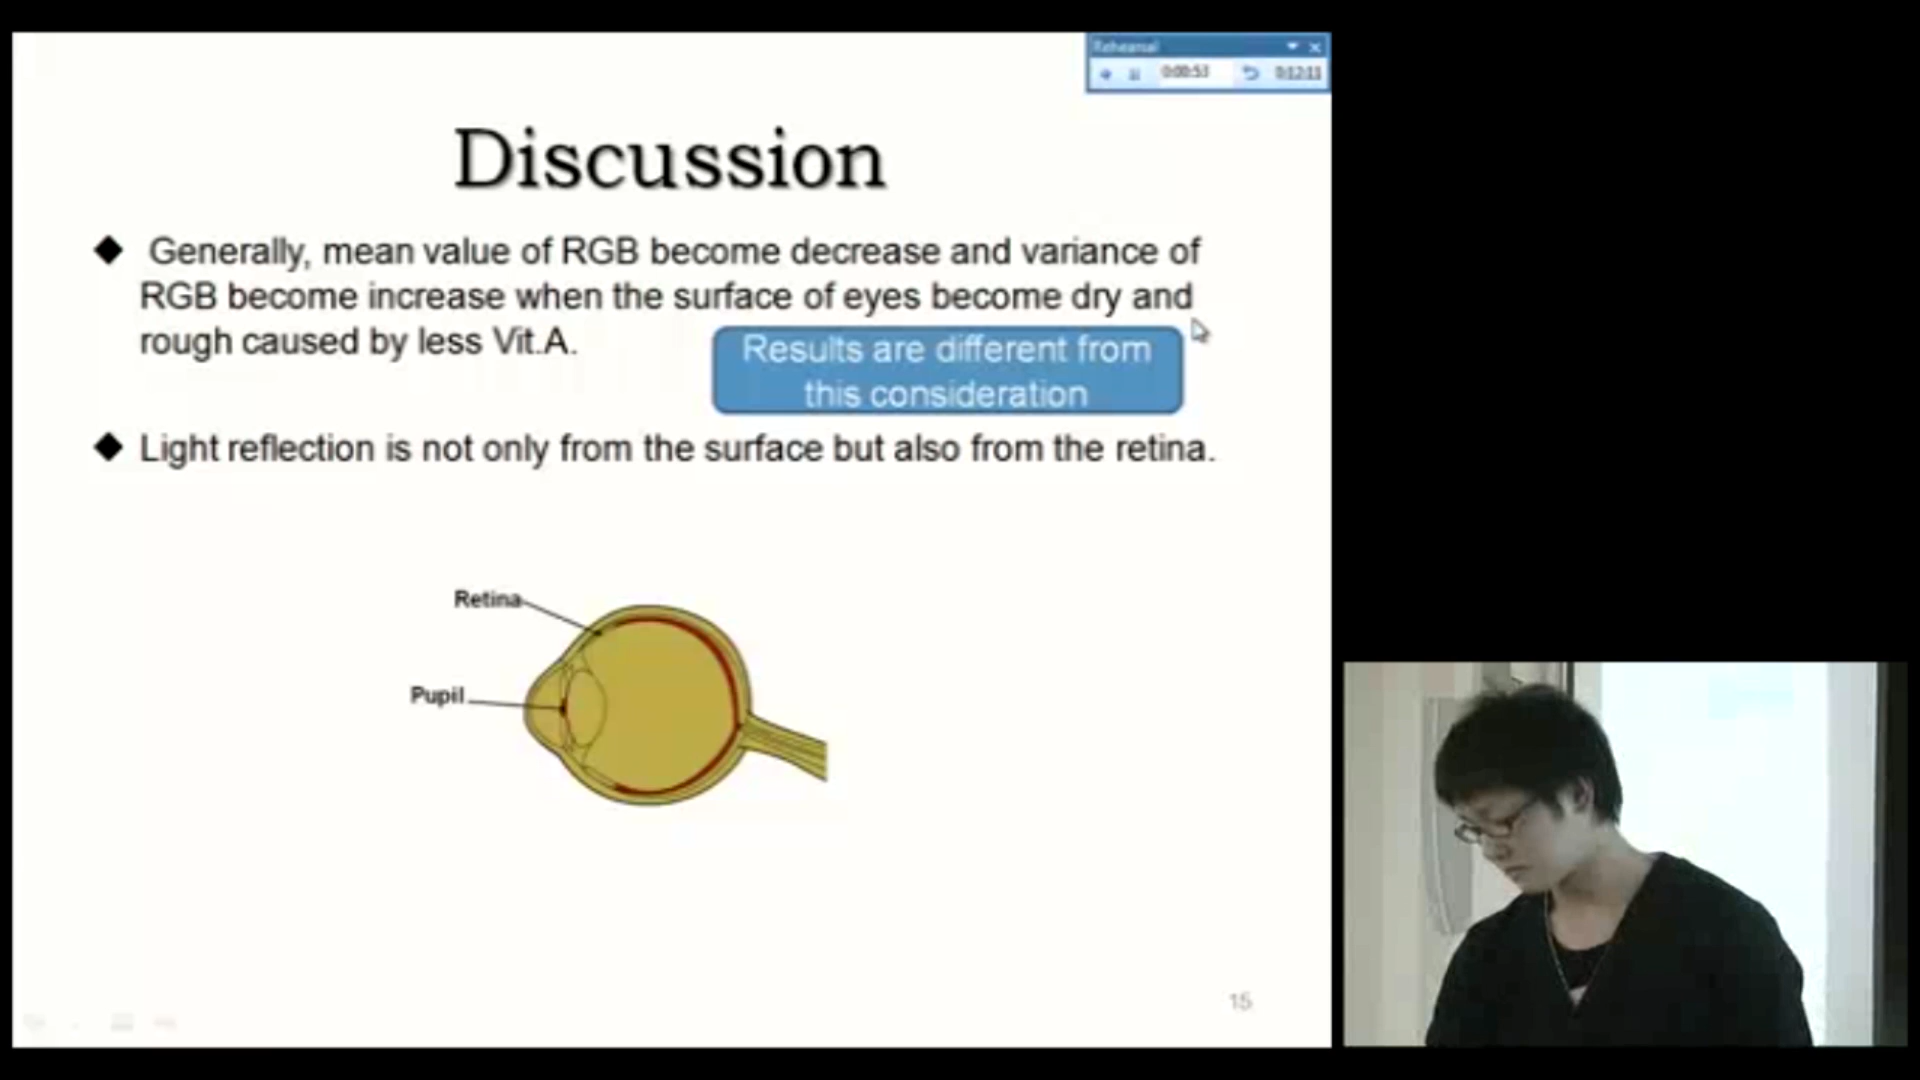 Rehearsal
0:00:53 0:12:11
Discussion
Generally, mean value of RGB become decrease and variance of
RGB become increase when the surface of eyes become dry and
rough caused by less Vit.A.
Results are different from
this consideration
Light reflection is not only from the surface but also from the retina.
Retina
Pupil
15